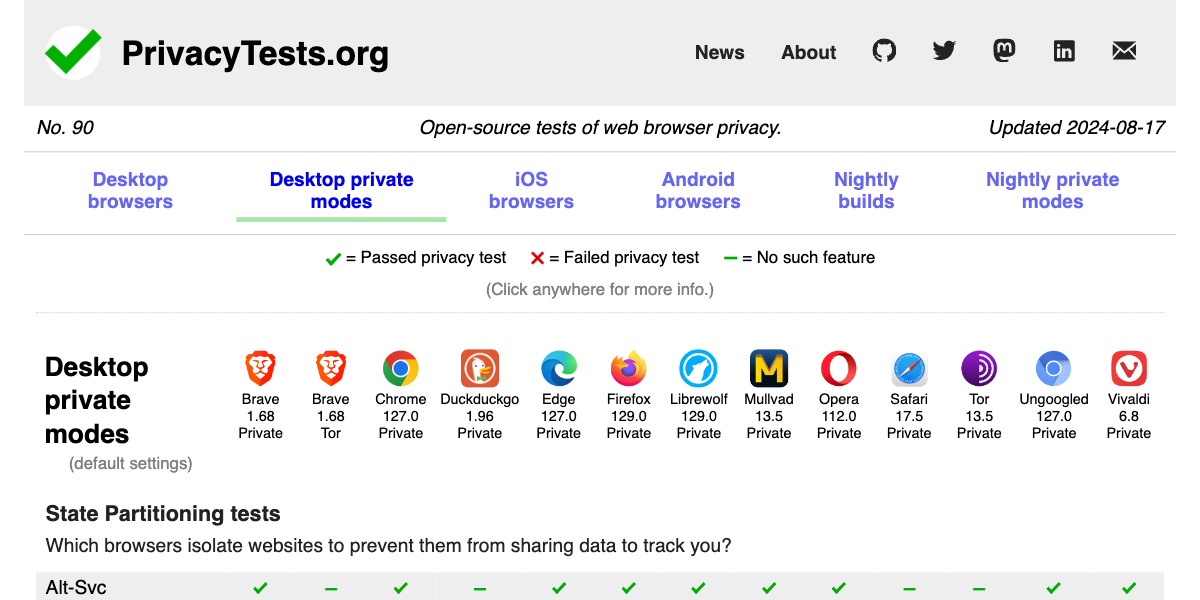 PrivacyTests.org
News About
No. 90 Open-source tests of web browser privacy. Updated 2024-08-17
Desktop browsers
Desktop private modes
iOS browsers
Android browsers
Nightly builds
Nightly private modes
= Passed privacy test = Failed privacy test = No such feature
(Click anywhere for more info.)
Desktop
private
modes
(default settings)
Brave 1.68 Private
Brave 1.68 Tor
Chrome 127.0 Private
Duckduckgo 1.96 Private
Edge 127.0 Private
Firefox 129.0 Private
Librewolf 129.0 Private
Mullvad 13.5 Private
Opera 112.0 Private
Safari 17.5 Private
Tor 13.5 Private
Ungoogled 127.0 Private
Vivaldi 6.8 Private
State Partitioning tests
Which browsers isolate websites to prevent them from sharing data to track you?
Alt-Svc